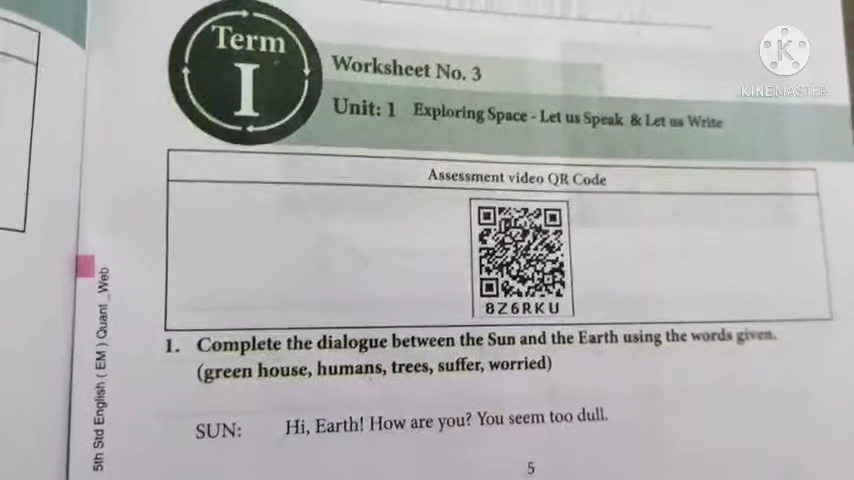 Term
I
Worksheet No. 3
Unit: 1 Exploring Space - Let us Speak & Let us Write
KINEMASTER
Assessment video QR Code
8Z6RKU
1. Complete the dialogue between the Sun and the Earth using the words given.
(green house, humans, trees, suffer, worried)
SUN: Hi, Earth! How are you? You seem too dull.
5
5th Std English ( EM ) Quant _Web